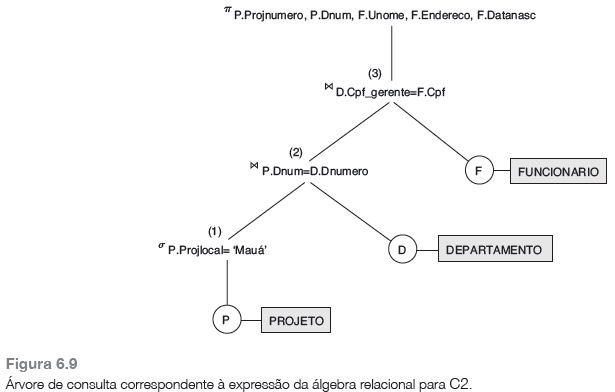 π P.Projnumero, P.Dnum, F.Unome, F.Endereco, F.Datanasc
(3)
⋈ D.Cpf_gerente=F.Cpf
(2)
⋈ P.Dnum=D.Dnumero
F FUNCIONARIO
(1)
σ P.Projlocal= ‘Mauá’
D DEPARTAMENTO
P PROJETO
Figura 6.9
Árvore de consulta correspondente à expressão da álgebra relacional para C2.